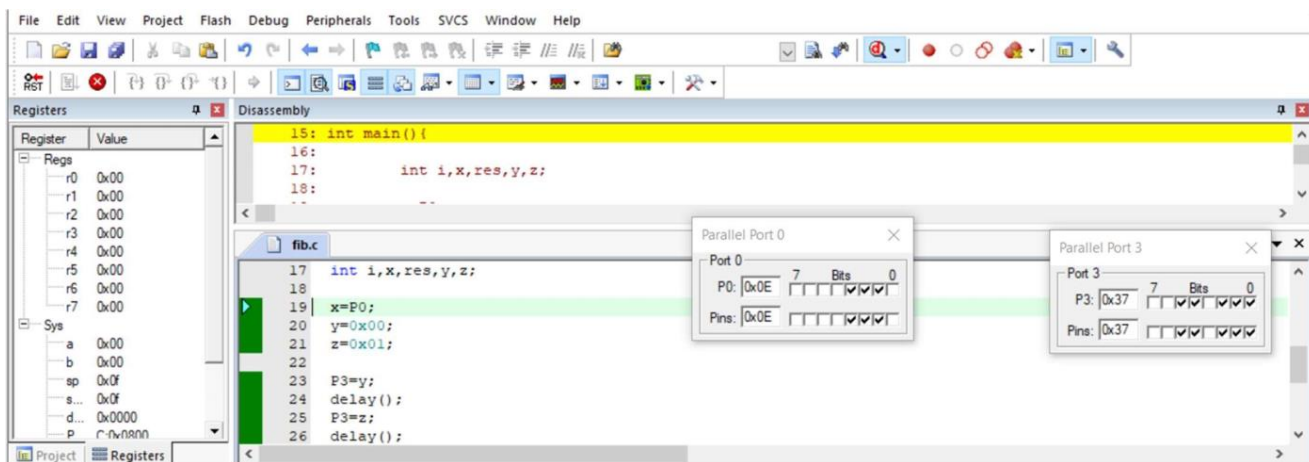 File Edit View Project Flash Debug Peripherals Tools SVCS Window Help
RST
Registers
Register Value
Regs
r0 0x00
r1 0x00
r2 0x00
r3 0x00
r4 0x00
r5 0x00
r6 0x00
r7 0x00
Sys
a 0x00
b 0x00
sp 0x0f
s... 0x0f
d... 0x0000
P C:0x0800
Project Registers
Disassembly
15: int main(){
16:
17: int i,x,res,y,z;
18:
fib.c
17 int i,x,res,y,z;
18
19 x=P0;
20 y=0x00;
21 z=0x01;
22
23 P3=y;
24 delay();
25 P3=z;
26 delay();
Parallel Port 0
Port 0
7 Bits 0
P0: 0x0E
Pins: 0x0E
Parallel Port 3
Port 3
7 Bits 0
P3: 0x37
Pins: 0x37